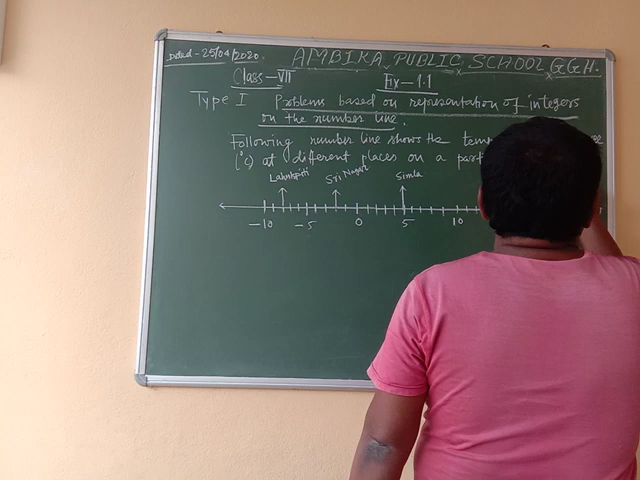 Dated - 25/04/2020. AMBIKA PUBLIC SCHOOL G.G.H.
Class - VII Ex - 1.1
Type I Problems based on representation of integers
on the number line.
Following number line shows the
(°C) at different places on a
Lahulspiti Sri Nagar Simla
-10 -5 0 5 10